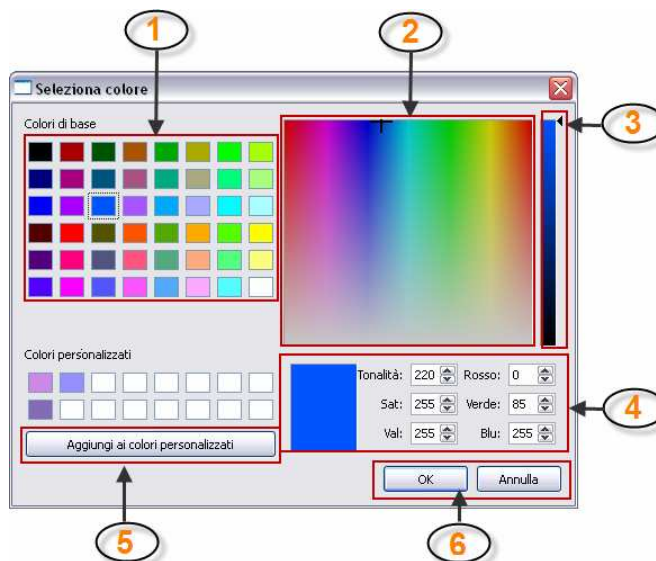 1
2
Seleziona colore
Colori di base
3
Colori personalizzati
Tonalità: 220 Rosso: 0
Sat: 255 Verde: 85
Val: 255 Blu: 255
4
Aggiungi ai colori personalizzati
OK Annulla
5
6